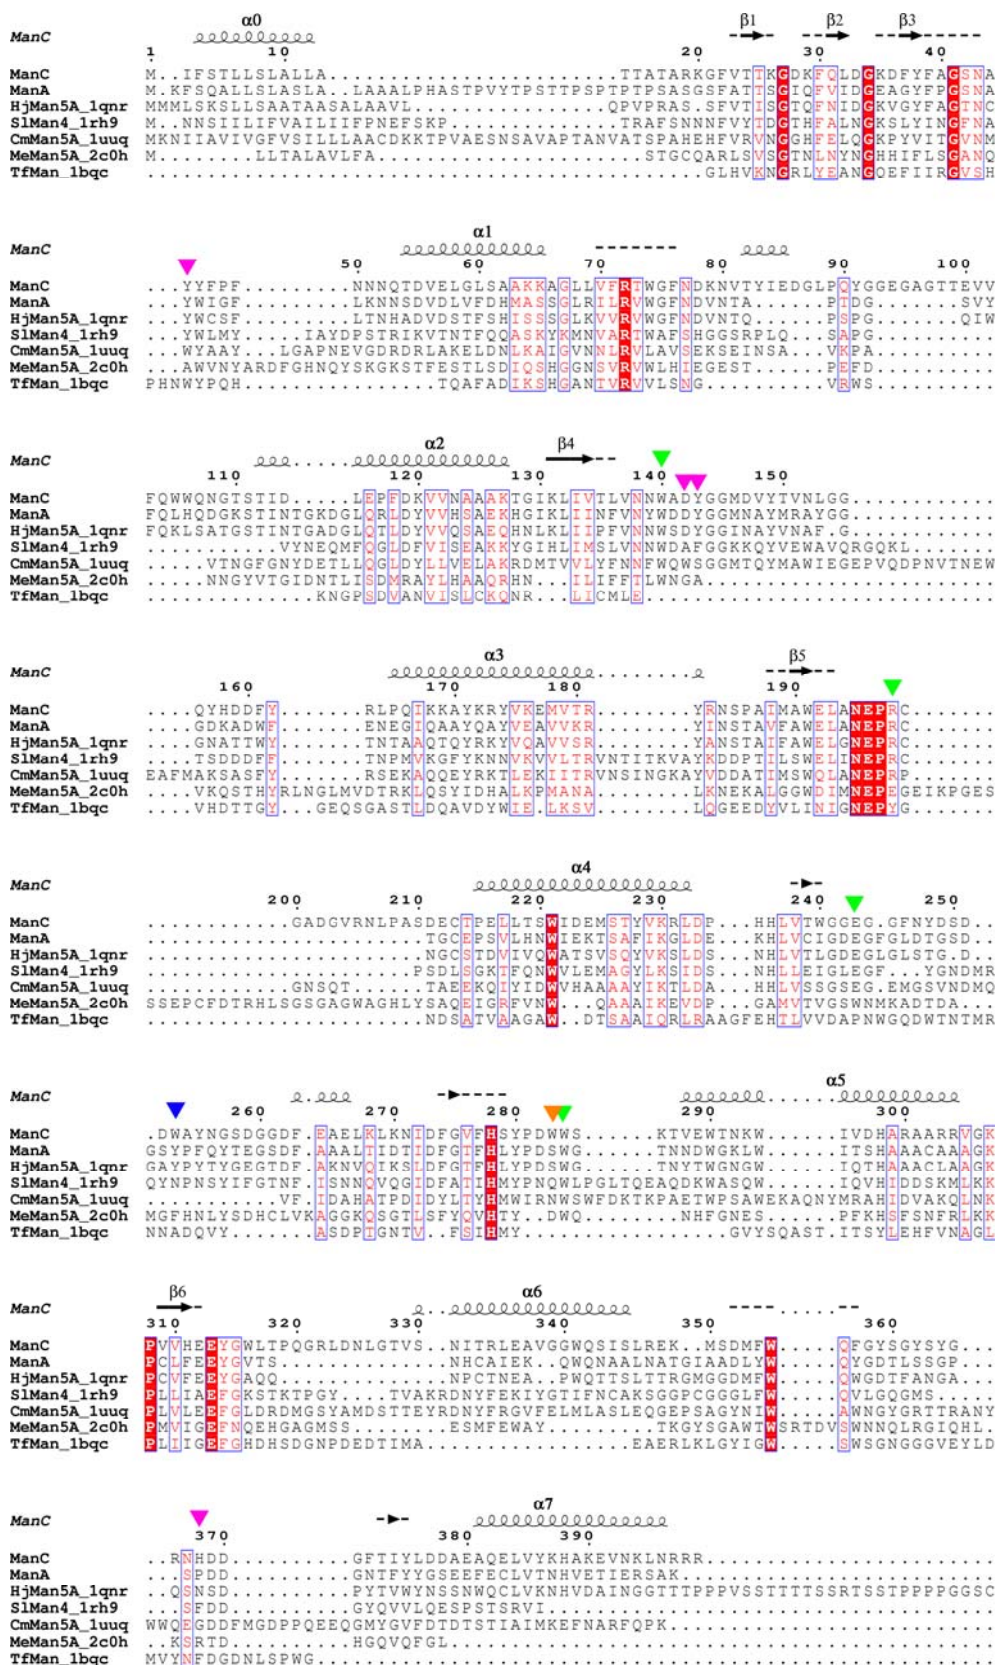 α0 β1 β2 β3
ManC
1 10 20 30 40
ManC M..IFSTLLSLALLA.......................TTATARKGFVTTKGDKFQLDGKDFYFAGSNA
ManA M.KFSQALLSLAL..LAAALPHASTPVYTPSTTPSPTPTPSASGSFATTSGIQFVIDGEAGYFPGSNA
HjMan5A_1qnr MMMLSKSLLSAATAASALAAVL................QPVPRAS.SFVTISGTQFNIDGKVGYFAGTNC
SlMan4_1rh9 M.NNSIILIFVAILIIFPNEFSKP..............TRAFSNNNFVYTDGTHFALNGKSLYINGFNA
CmMan5A_1uuq MKNIIAVIVGFVSILLLLAACDKKTPVAESNSAVAPTANVATSPAHEHFVRVNGGHFELQGKPYVITGVNM
MeMan5A_2c0h M........LLTALAVLFA...................STGCQARLSVSGTNLNYNGHHIFLSGANQ
TfMan_1bqc ..............................................GLHVKNGRLYEANGQEFIIRGVSH
α1
ManC
50 60 70 80 90 100
ManC YYFPF.......NNNQTDVELGLSAAKKAGLLVFRTWGFNDKNVTYIEDGLPQYGGEGAGTTEVV
ManA YWIGF.......LKNNSDVDLVFDHMASSGLRILRVWGFNDVNTA....PTDG......SVY
HjMan5A_1qnr YWCSF.......LTNHADVDSTFSHISSSGLKVVRVWGFNDVNTQ....PSPG.......QIW
SlMan4_1rh9 YWLMY....IAYDPSTRIKVTNTFQQASKYKMNVARTWAFSHGGSRPLQ...SAPG..........
CmMan5A_1uuq WYAAY...LGAPNEVGDRDRLAKELDNLKAIGVNNLRVLAVSEKSEINSA...VKPA..........
MeMan5A_2c0h AWVNYARDFGHNQYSKGKSTFESTLSDIQSHGGNSVRVWLHIEGEST....PEFD..........
TfMan_1bqc PHNWYPQH..........TQAFADIKSHGANTVRVVLSNG........VRWS..........
α2 β4
ManC
110 120 130 140 150
ManC FQWWQNGTSTID.....LEPFDKVVNAAAKTGIKLIVTLVNNWADYGGMDVYTVNLGG............
ManA FQLHQDGKSTINTGKDGLQRLDYVVHSAEKHGIKLIINFVNYWDDYGGMNAYMRAYGG............
HjMan5A_1qnr FQKLSATGSTINTGADGLQTLDYVVQSAEQHNLKLIIPFVNNWSDYGGINAYVNAF.G............
SlMan4_1rh9 ...........VYNEQMFQGLDFVISEAKKYGIHLIMSLVNNWDAFGGKKQYVEWAVQRGQKL.......
CmMan5A_1uuq .....VTNGFGNYDETLLQGLDYLLVELAKRDMTVVLYFNNFWQWSGGMTQYMAWIEGEPVQDPNVTNEW
MeMan5A_2c0h ...NNGYVTGIDNTLISDMRAYLHAAQRHN...ILIFFTLWNGA..........................
TfMan_1bqc ..............KNGPSDVANVISLCKQNR...LLICMLE..............................
α3 β5
ManC
160 170 180 190
ManC ........QYHDDFY.......RLPQIKKAYKRYVKEMVTR........YRNSPAIMAWELANEPRC........
ManA ........GDKADWF.......ENEGIQAAYQAYVEAVVKR........YINSTAVFAWELANEPRC........
HjMan5A_1qnr ........GNATTWY.......TNTAAQTQYRKYVQAVVSR........YANSTAIFAWELGNEPRC........
SlMan4_1rh9 ........TSDDDFF.......TNPMVKGFYKNNVKVVLTRVNTITKVAYKDDPTILSWELINEPRC........
CmMan5A_1uuq EAFMAKSASFY.......RSEKAQQEYRKTLEKIITRVNSINGKAYVDDATIMSWQLANEPRP........
MeMan5A_2c0h ........VKQSTHYRLNGLMVDTRKLQSYIDHALKPMANA........LKNEKALGGWDIMNEPEGEIKPGES
TfMan_1bqc ........VHDTTGY....GEQSGASTLDQAVDYWIE.LKSV........LQGEEDYVLINIGNEPYG........
α4
ManC
200 210 220 230 240 250
ManC ............GADGVRNLPASDECTPELLTSWIDEMSTYVKRLDP...HHLVTWGGEG.GFNYDSD...
ManA .......................TGCEPSVLHNWIEKTSAFIKGLDE...KHLVCIGDEGFGLDTGSD...
HjMan5A_1qnr .......................NGCSTDVIVQWATSVSQYVKSLDS...NHLVTLGDEGLGLSTG.....
SlMan4_1rh9 ....................PSDLSGKTFQNWVLEMAGYLKSIDS...NHLLEIGLEGF...YGNDMR
CmMan5A_1uuq ............GNSQT....TAEEKQIYIDWVHAAAAYIKTLDA...HHLVSSGSEG.EMGSVNDMQ
MeMan5A_2c0h SSEPCFDTRHLSGSGAGWAGHLYSAQEIGRFVNW..QAAAIKEVDP...GAMVTVGSWNMKADTDA...
TfMan_1bqc .......................NDSATVAAGAW..DTSAAIQRLRAAGFEHTLVVDAPNWGQDWTNTMR
α5
ManC
260 270 280 290 300
ManC .DWAYNGSDGGDF.EAELKLKNIDFGVFHSYPDWWS.......KTVEWTNKW.....IVDHARAARRVGK
ManA GSYPFQYTEGSFF.AKNLAIDTIDFGTFHLYPDSWG.......TNNDWGKLW.....ITSHAAACKAAGK
HjMan5A_1qnr GAYPYTYGEGTDF.AKNVQIKSLDFGTFHLYPDSWG.......TNYTWGNGW.....IQTHAAACLAAGK
SlMan4_1rh9 QYNPNSYIFGTNF.ISNNQVQGIDFATIHMYPNQWLPGLTQEAQDKWASQW.....IQVHIDDSKMLKK
CmMan5A_1uuq ...........VF.IDAHATPDIDYLTYHMWIRNWSWFDKTKPAETWPSAWEKAQNYMRAHIDVAKQLNK
MeMan5A_2c0h MGFHNLYSDHCLVKAGGKQSGTLSFYQVHTY.DWQ.........NHFGNES.....PFKHSFSNFRLKK
TfMan_1bqc NNADQVY......ASDPTGNTV..FSIHMY..............GVYSQAST.ITSYLEHFVNAGL
β6 α6
ManC
310 320 330 340 350 360
ManC PVVHEEYGWLTPQGRLDNLGTVS..NITRLEAVGGWQSISLREK...MSDMFW.....QFGYSGYSYG...
ManA PCLFEEYGVTS............NHCAIEK....QWQNAALNATGIAADLYW.....QYGDTLSSGP...
HjMan5A_1qnr PCVFEEYGAQQ............NPCTNEA...PWQTTSLTTRGMGGDMFW.....QWGDTFANGA...
SlMan4_1rh9 PLLIAEFGKSTKTPGY.....TVAKRDNYFEKIYGTIFNCAKSGGPCGGGLFW.....QVLGQGMS.....
CmMan5A_1uuq PLVLEEFGLDRDMGSYAMDSTTEYRDNYFRGVFELMLASLEQGEPSAGYNIW.....AWNGYGRTTRANY
MeMan5A_2c0h PMVIGEFNQEHGAGMSS........ESMFEWAY.......TKGYSGAWTWSRTDVSWNNQLRGIQHL..
TfMan_1bqc PLIIGEFGHDHSDGNPDEDTIMA...........EAERLKLGYIGW.....SWSGNGGGVEYLD
α7
ManC
370 380 390
ManC ..RNHDD........GFTIYLDDAEAQELVYKHAKEVNKLNRRR..........................
ManA ...SPDD........GNTFYYGSEEFECLVTNHVETIERSAK............................
HjMan5A_1qnr ..QSNSD........PYTVWYNSSNWQCLVKNHVDAINGGTTTPPPVSSTTTTSSRTSSTPPPPGGSC
SlMan4_1rh9 ...SFDD........GYQVVLQESPSTSRVI.......................................
CmMan5A_1uuq WWQEGDDFMGDPPQEEQGMYGVFDTDTSTIAIMKEFNARFQPK...........................
MeMan5A_2c0h ..KSRTD........HGQVQFGL..............................................
TfMan_1bqc MVYNFDGDNLSPWG.......................................................